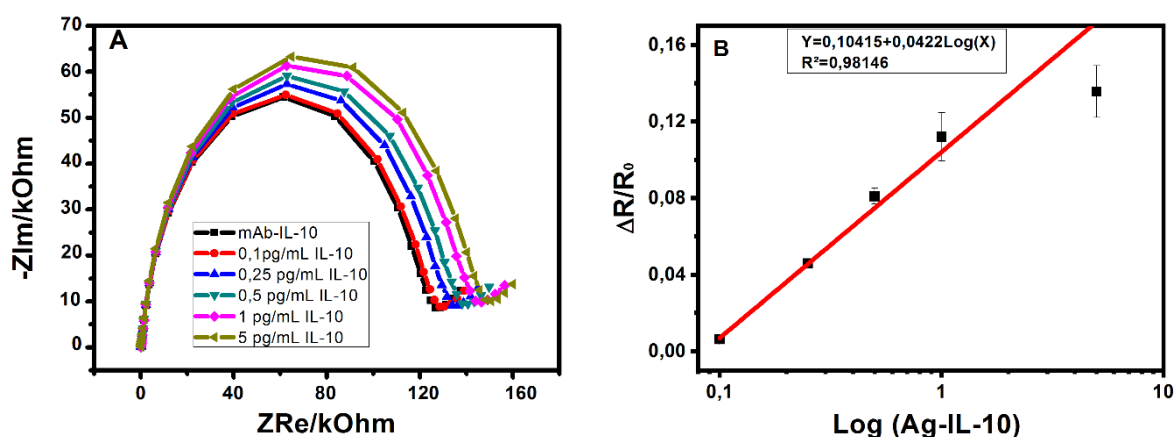 A
-ZIm/kOhm
70
60
50
40
30
20
10
0
mAb-IL-10
0,1pg/mL IL-10
0,25 pg/mL IL-10
0,5 pg/mL IL-10
1 pg/mL IL-10
5 pg/mL IL-10
0 40 80 120 160
ZRe/kOhm
B
Y=0,10415+0,0422Log(X)
R²=0,98146
ΔR/R₀
0,16
0,12
0,08
0,04
0,00
0,1 1 10
Log (Ag-IL-10)